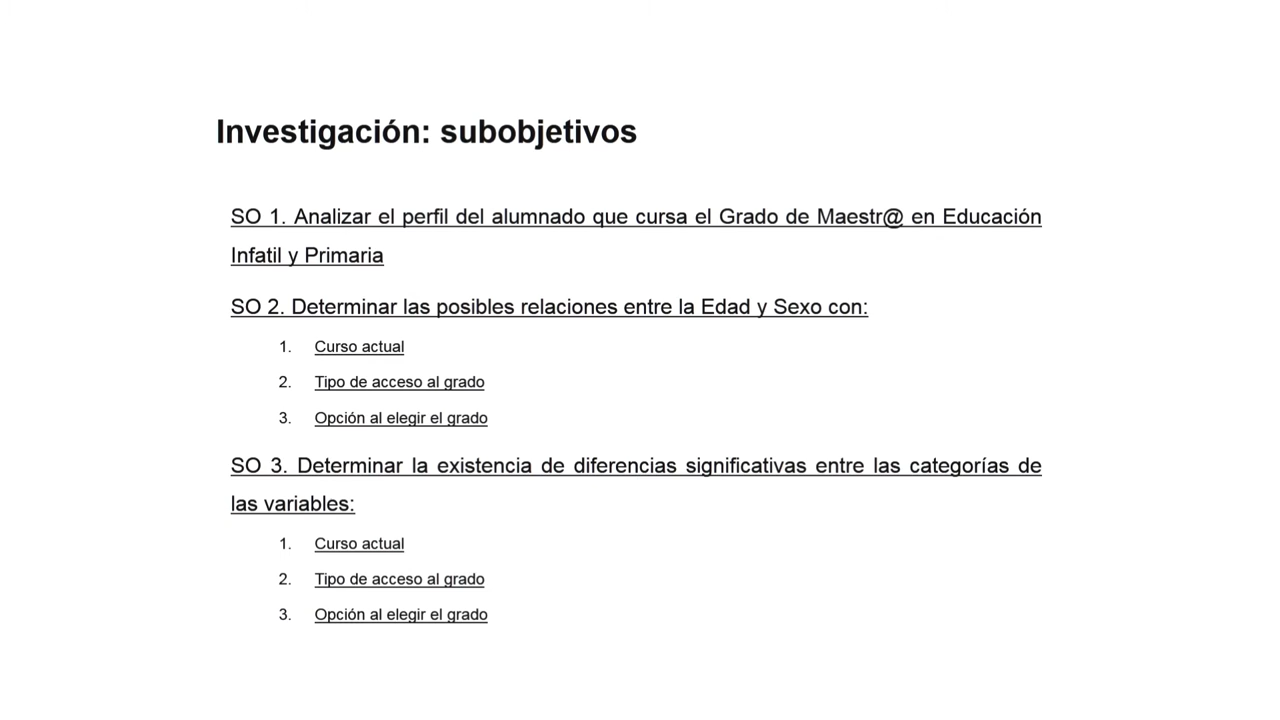 Investigación: subobjetivos
SO 1. Analizar el perfil del alumnado que cursa el Grado de Maestr@ en Educación
Infatil y Primaria
SO 2. Determinar las posibles relaciones entre la Edad y Sexo con:
1. Curso actual
2. Tipo de acceso al grado
3. Opción al elegir el grado
SO 3. Determinar la existencia de diferencias significativas entre las categorías de
las variables:
1. Curso actual
2. Tipo de acceso al grado
3. Opción al elegir el grado